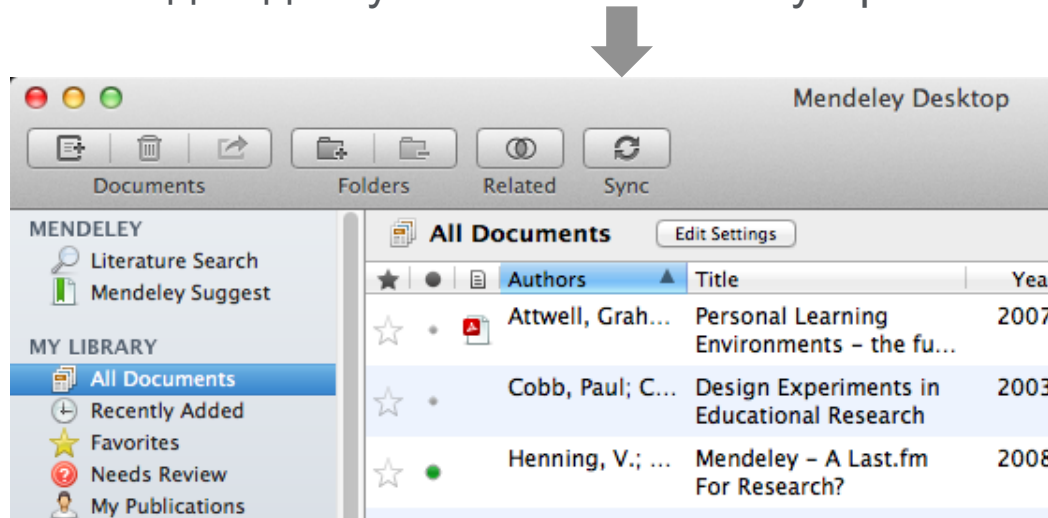 Mendeley Desktop
Documents
Folders
Related
Sync
MENDELEY
Literature Search
Mendeley Suggest
MY LIBRARY
All Documents
Recently Added
Favorites
Needs Review
My Publications
All Documents
Edit Settings
Authors Title Yea
Attwell, Grah... Personal Learning 2007
Environments – the fu...
Cobb, Paul; C... Design Experiments in 2003
Educational Research
Henning, V.; ... Mendeley – A Last.fm 2008
For Research?